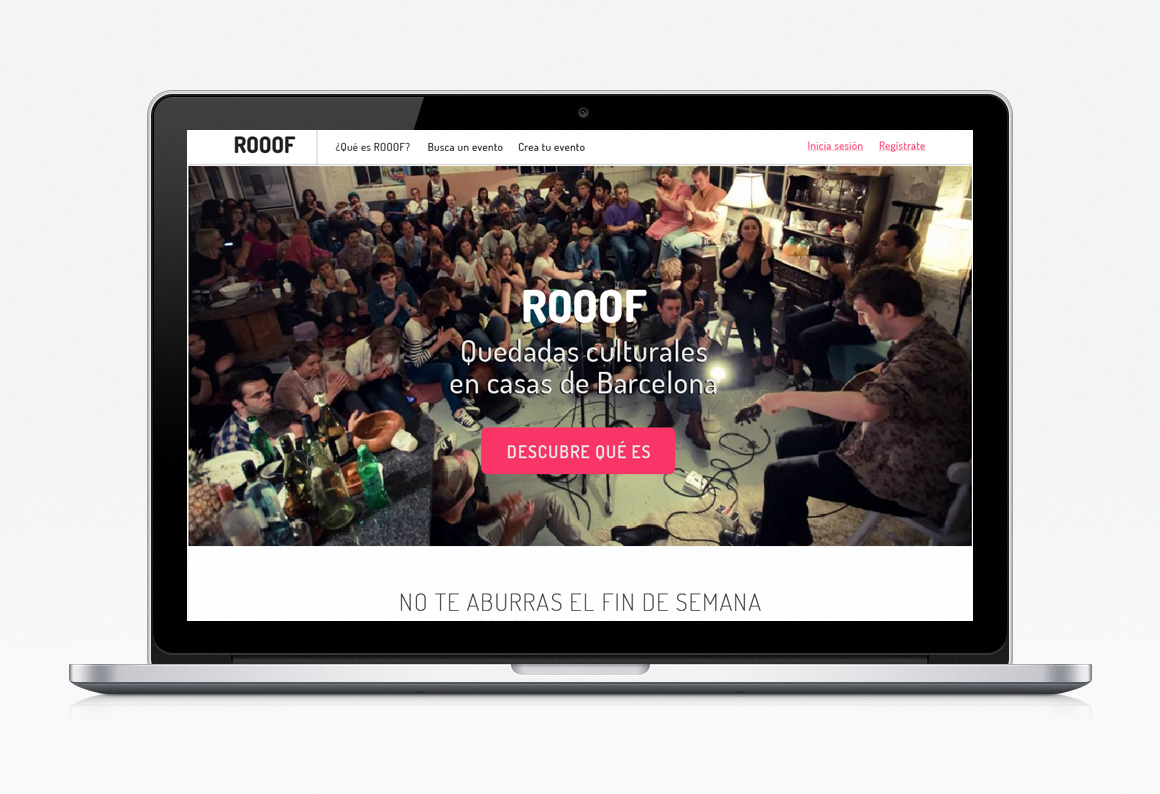 ROOOF
¿Qué es ROOOF? Busca un evento Crea tu evento
Inicia sesión Regístrate
ROOOF
Quedadas culturales
en casas de Barcelona
DESCUBRE QUÉ ES
NO TE ABURRAS EL FIN DE SEMANA